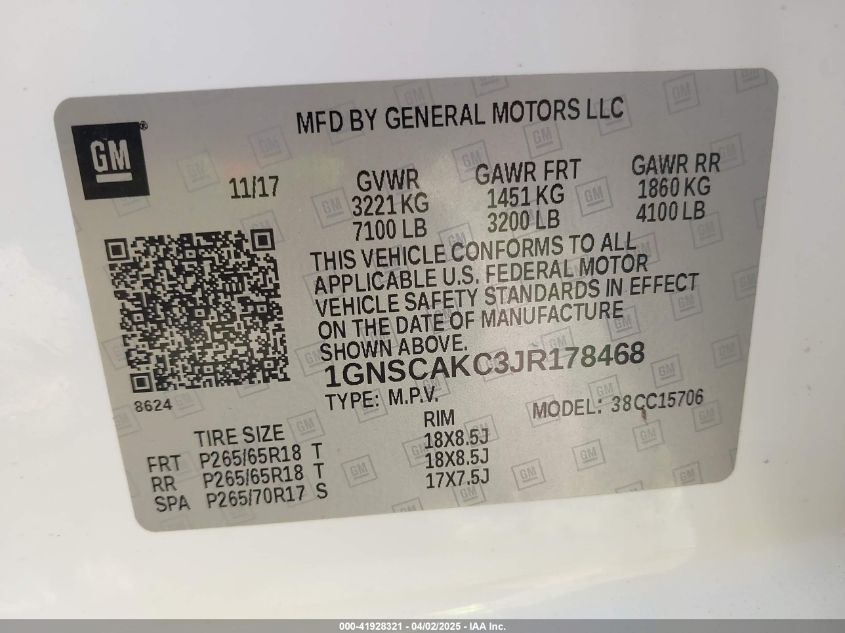 MFD BY GENERAL MOTORS LLC
GM®
11/17
GVWR GAWR FRT GAWR RR
3221 KG 1451 KG 1860 KG
7100 LB 3200 LB 4100 LB
THIS VEHICLE CONFORMS TO ALL
APPLICABLE U.S. FEDERAL MOTOR
VEHICLE SAFETY STANDARDS IN EFFECT
ON THE DATE OF MANUFACTURE
SHOWN ABOVE.
1GNSCAKC3JR178468
8624
TYPE: M.P.V. MODEL: 38CC15706
TIRE SIZE RIM
FRT P265/65R18 T 18X8.5J
RR P265/65R18 T 18X8.5J
SPA P265/70R17 S 17X7.5J
000-41928321 - 04/02/2025 - IAA Inc.